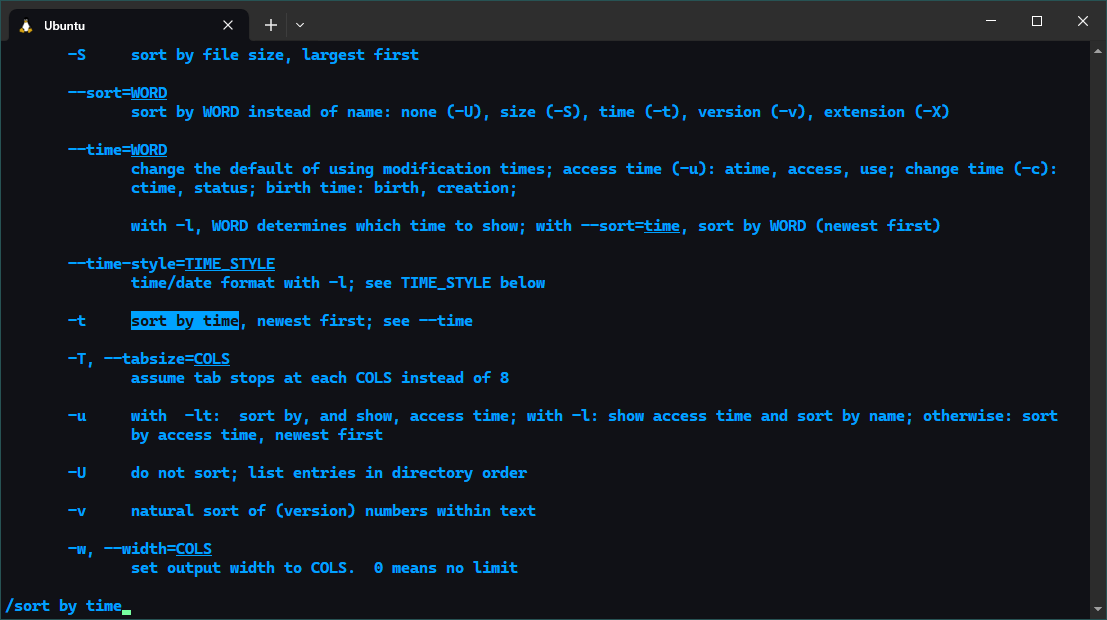 Ubuntu
-S     sort by file size, largest first
--sort=WORD
sort by WORD instead of name: none (-U), size (-S), time (-t), version (-v), extension (-X)
--time=WORD
change the default of using modification times; access time (-u): atime, access, use; change time (-c):
ctime, status; birth time: birth, creation;
with -l, WORD determines which time to show; with --sort=time, sort by WORD (newest first)
--time-style=TIME_STYLE
time/date format with -l; see TIME_STYLE below
-t     sort by time, newest first; see --time
-T, --tabsize=COLS
assume tab stops at each COLS instead of 8
-u     with  -lt:  sort by, and show, access time; with -l: show access time and sort by name; otherwise: sort
by access time, newest first
-U     do not sort; list entries in directory order
-v     natural sort of (version) numbers within text
-w, --width=COLS
set output width to COLS.  0 means no limit
/sort by time